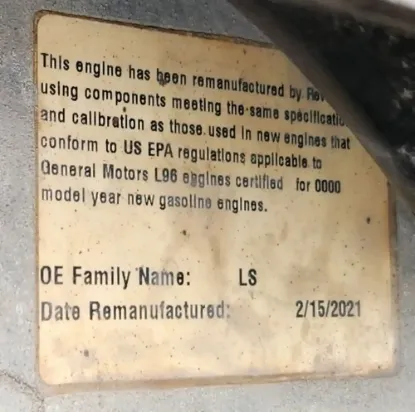 This engine has been remanufactured by
using components meeting the same
and calibration as those used in new engines that
conform to US EPA regulations applicable to
General Motors L96 engines certified for 0000
model year new gasoline engines.
OE Family Name: LS
Date Remanufactured: 2/15/2021